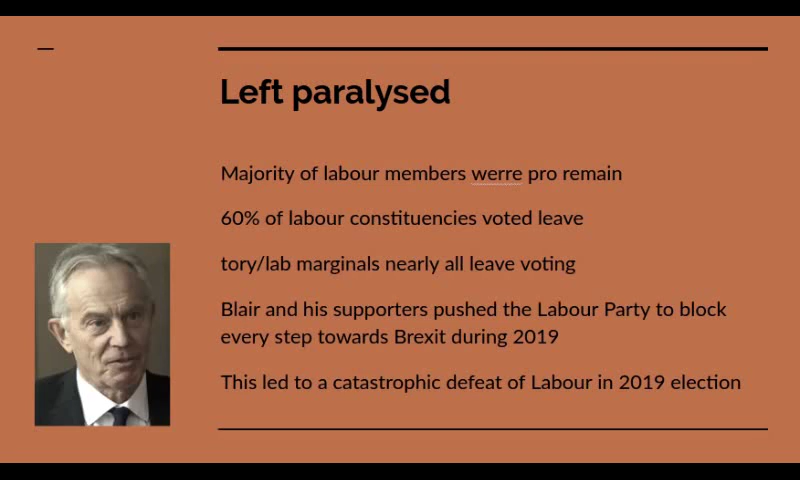 Left paralysed
Majority of labour members werre pro remain
60% of labour constituencies voted leave
tory/lab marginals nearly all leave voting
Blair and his supporters pushed the Labour Party to block
every step towards Brexit during 2019
This led to a catastrophic defeat of Labour in 2019 election